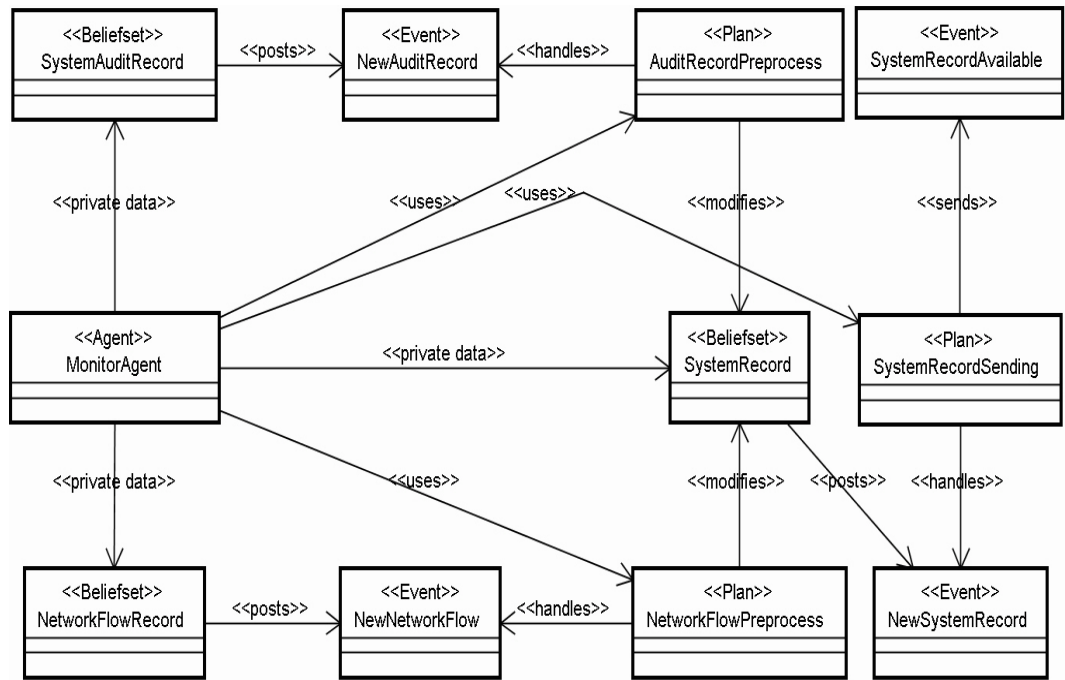 <<Beliefset>>
SystemAuditRecord
<<posts>>
<<Event>>
NewAuditRecord
<<handles>>
<<Plan>>
AuditRecordPreprocess
<<Event>>
SystemRecordAvailable
<<private data>>
<<uses>>
<<uses>>
<<modifies>>
<<sends>>
<<Agent>>
MonitorAgent
<<private data>>
<<Beliefset>>
SystemRecord
<<Plan>>
SystemRecordSending
<<private data>>
<<uses>>
<<modifies>>
<<posts>>
<<handles>>
<<Beliefset>>
NetworkFlowRecord
<<posts>>
<<Event>>
NewNetworkFlow
<<handles>>
<<Plan>>
NetworkFlowPreprocess
<<Event>>
NewSystemRecord